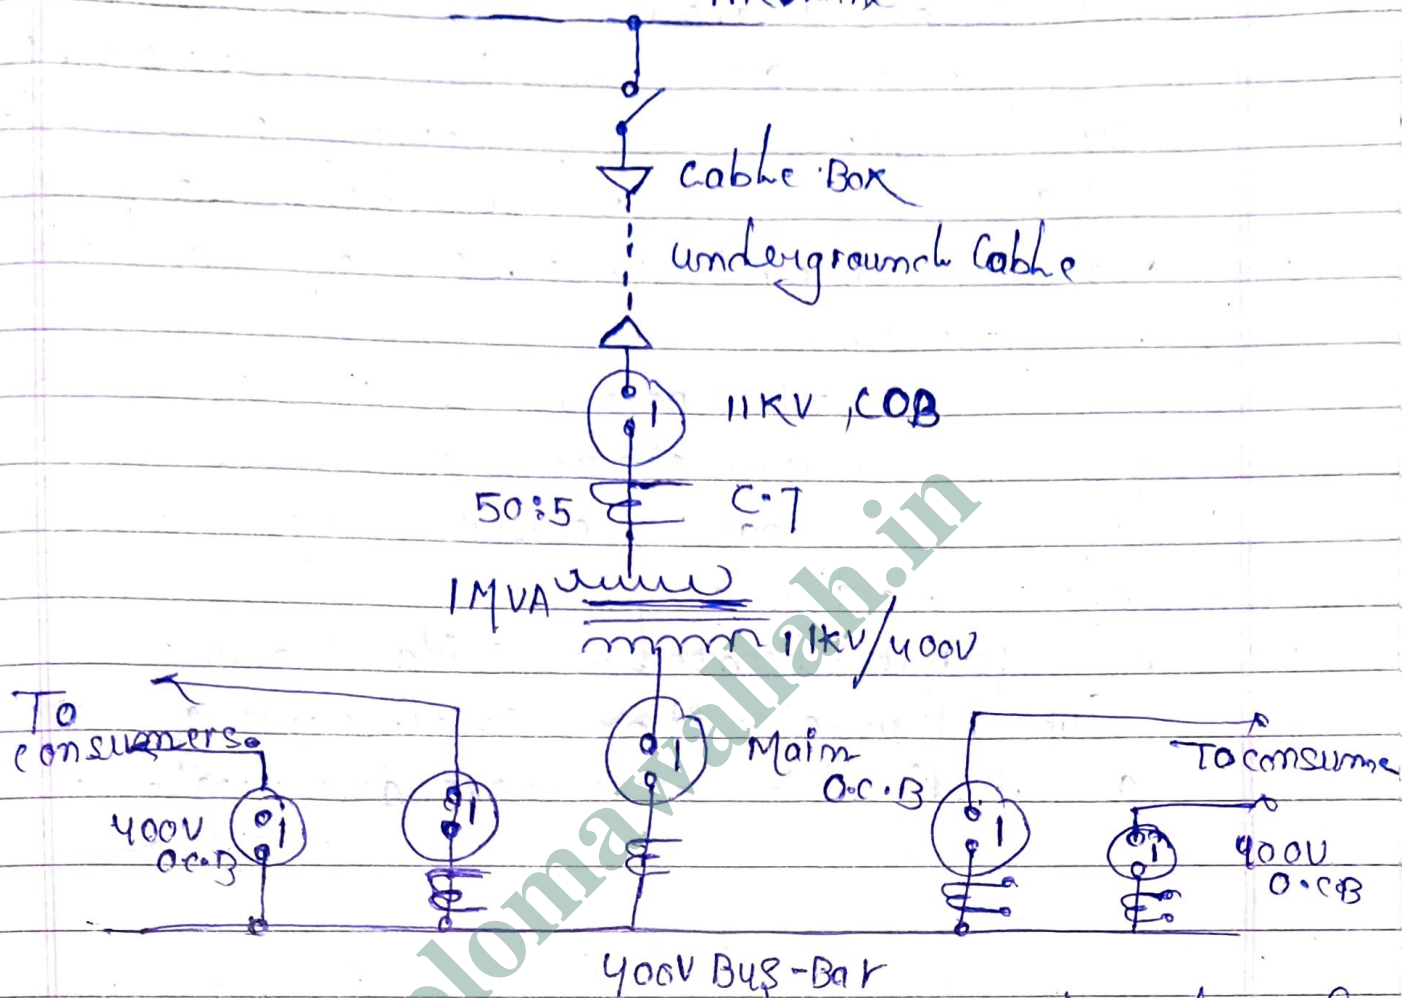 Cable Box
underground Cable
11KV, COB
50:5 C.T
1MVA
11KV/400V
To
consumers
Main
O.C.B
To consume
400V
O.C.B
400V
O.C.B
400V Bus-Bar
olomawallah.in